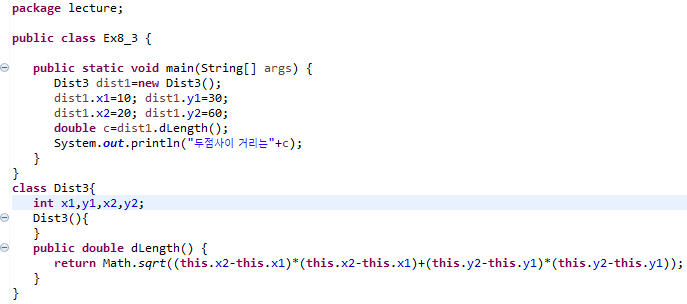 package lecture;
public class Ex8_3 {
public static void main(String[] args) {
Dist3 dist1=new Dist3();
dist1.x1=10; dist1.y1=30;
dist1.x2=20; dist1.y2=60;
double c=dist1.dLength();
System.out.println("두점사이 거리는"+c);
}
}
class Dist3{
int x1,y1,x2,y2;
Dist3(){
}
public double dLength() {
return Math.sqrt((this.x2-this.x1)*(this.x2-this.x1)+(this.y2-this.y1)*(this.y2-this.y1));
}
}